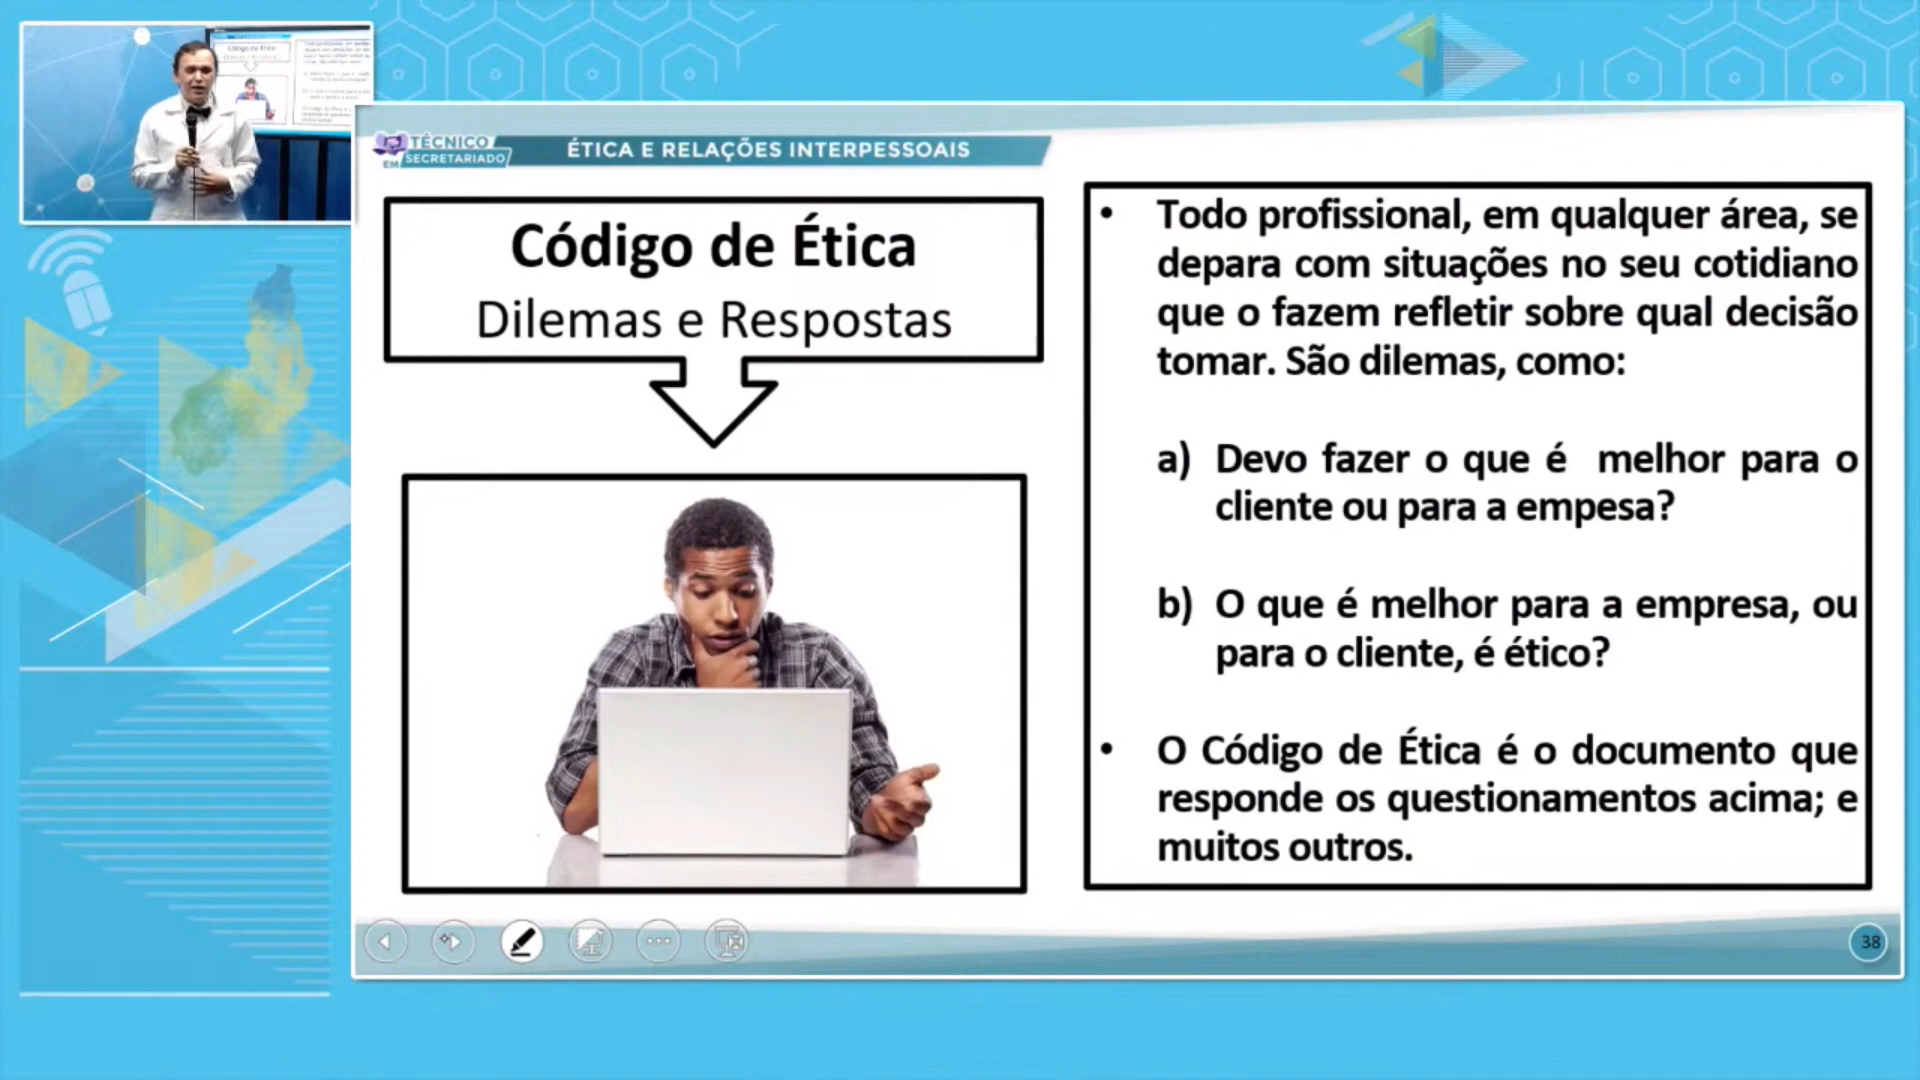 TÉCNICO
EM SECRETARIADO
ÉTICA E RELAÇÕES INTERPESSOAIS
Código de Ética
Dilemas e Respostas
• Todo profissional, em qualquer área, se
depara com situações no seu cotidiano
que o fazem refletir sobre qual decisão
tomar. São dilemas, como:
a) Devo fazer o que é melhor para o
cliente ou para a empesa?
b) O que é melhor para a empresa, ou
para o cliente, é ético?
• O Código de Ética é o documento que
responde os questionamentos acima; e
muitos outros.
38
Código de Ética